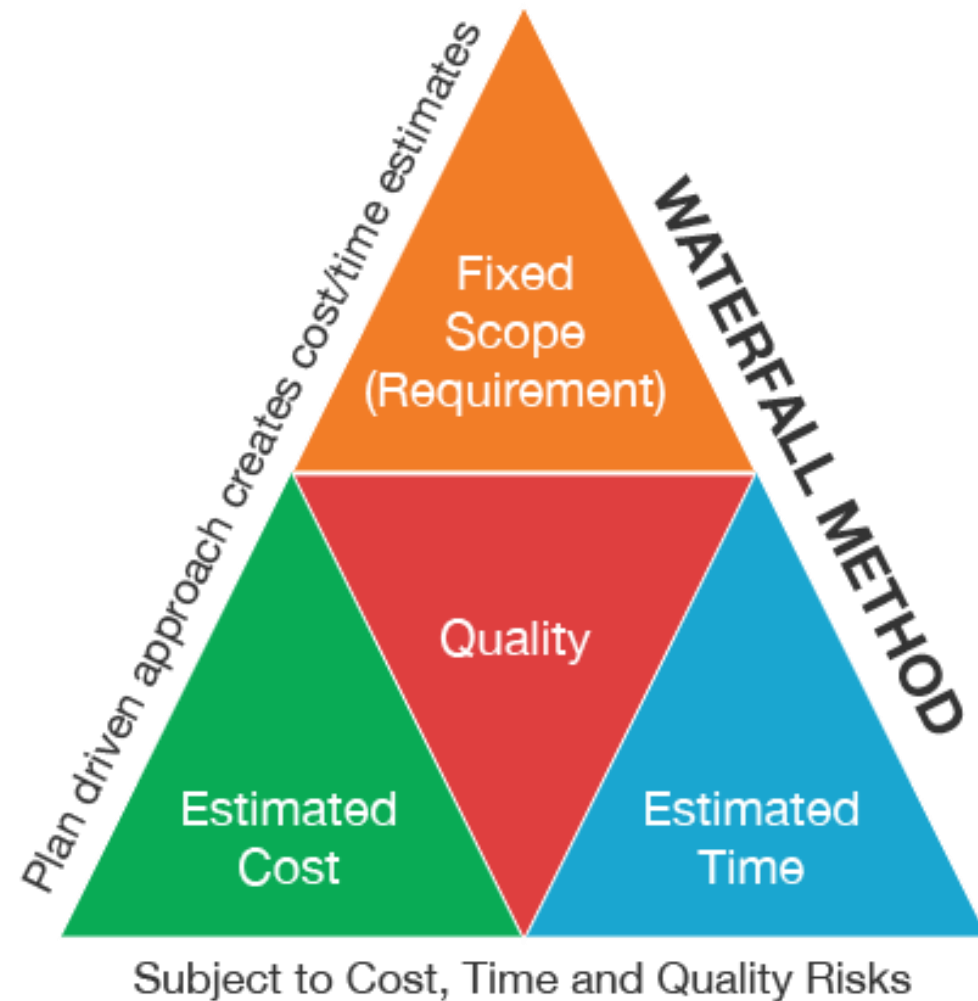 Plan driven approach creates cost/time estimates
WATERFALL METHOD
Fixed
Scope
(Requirement)
Quality
Estimated
Cost
Estimated
Time
Subject to Cost, Time and Quality Risks